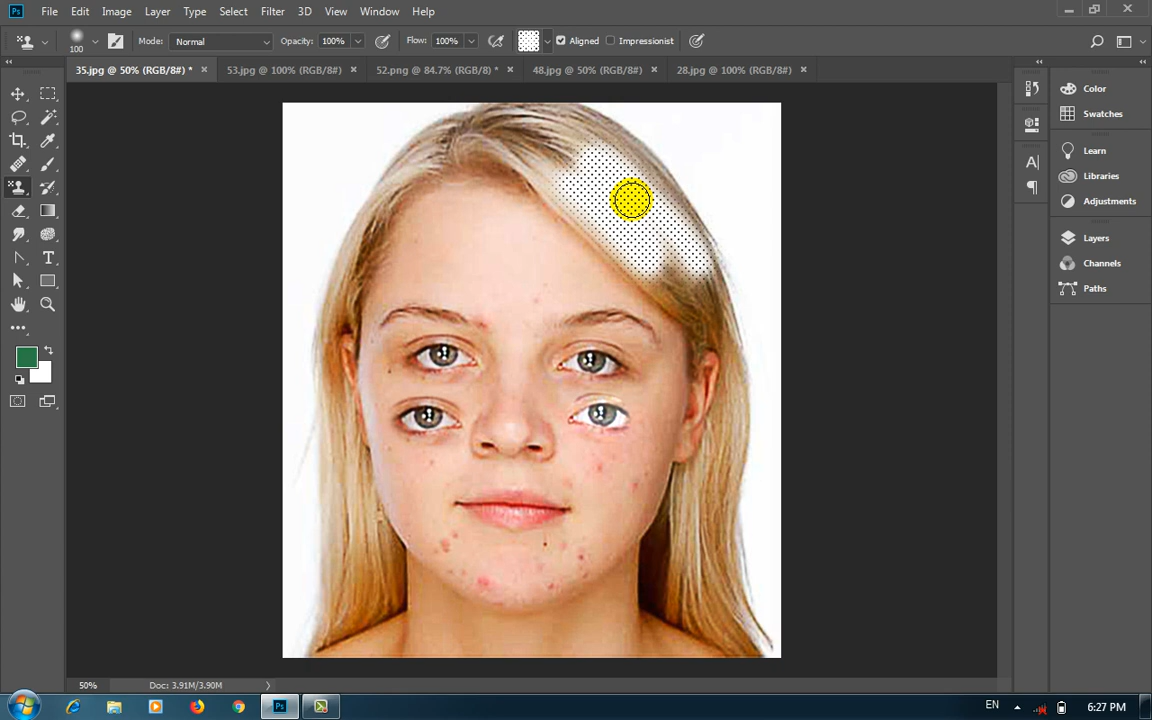 Ps File Edit Image Layer Type Select Filter 3D View Window Help
100 Mode: Normal Opacity: 100% Flow: 100% Aligned Impressionist
35.jpg @ 50% (RGB/8#) * × 53.jpg @ 100% (RGB/8#) × 52.png @ 84.7% (RGB/8) * × 48.jpg @ 50% (RGB/8#) × 28.jpg @ 100% (RGB/8#) ×
Color
Swatches
Learn
Libraries
Adjustments
Layers
Channels
Paths
A
T
50% Doc: 3.91M/3.90M
Ps EN 6:27 PM